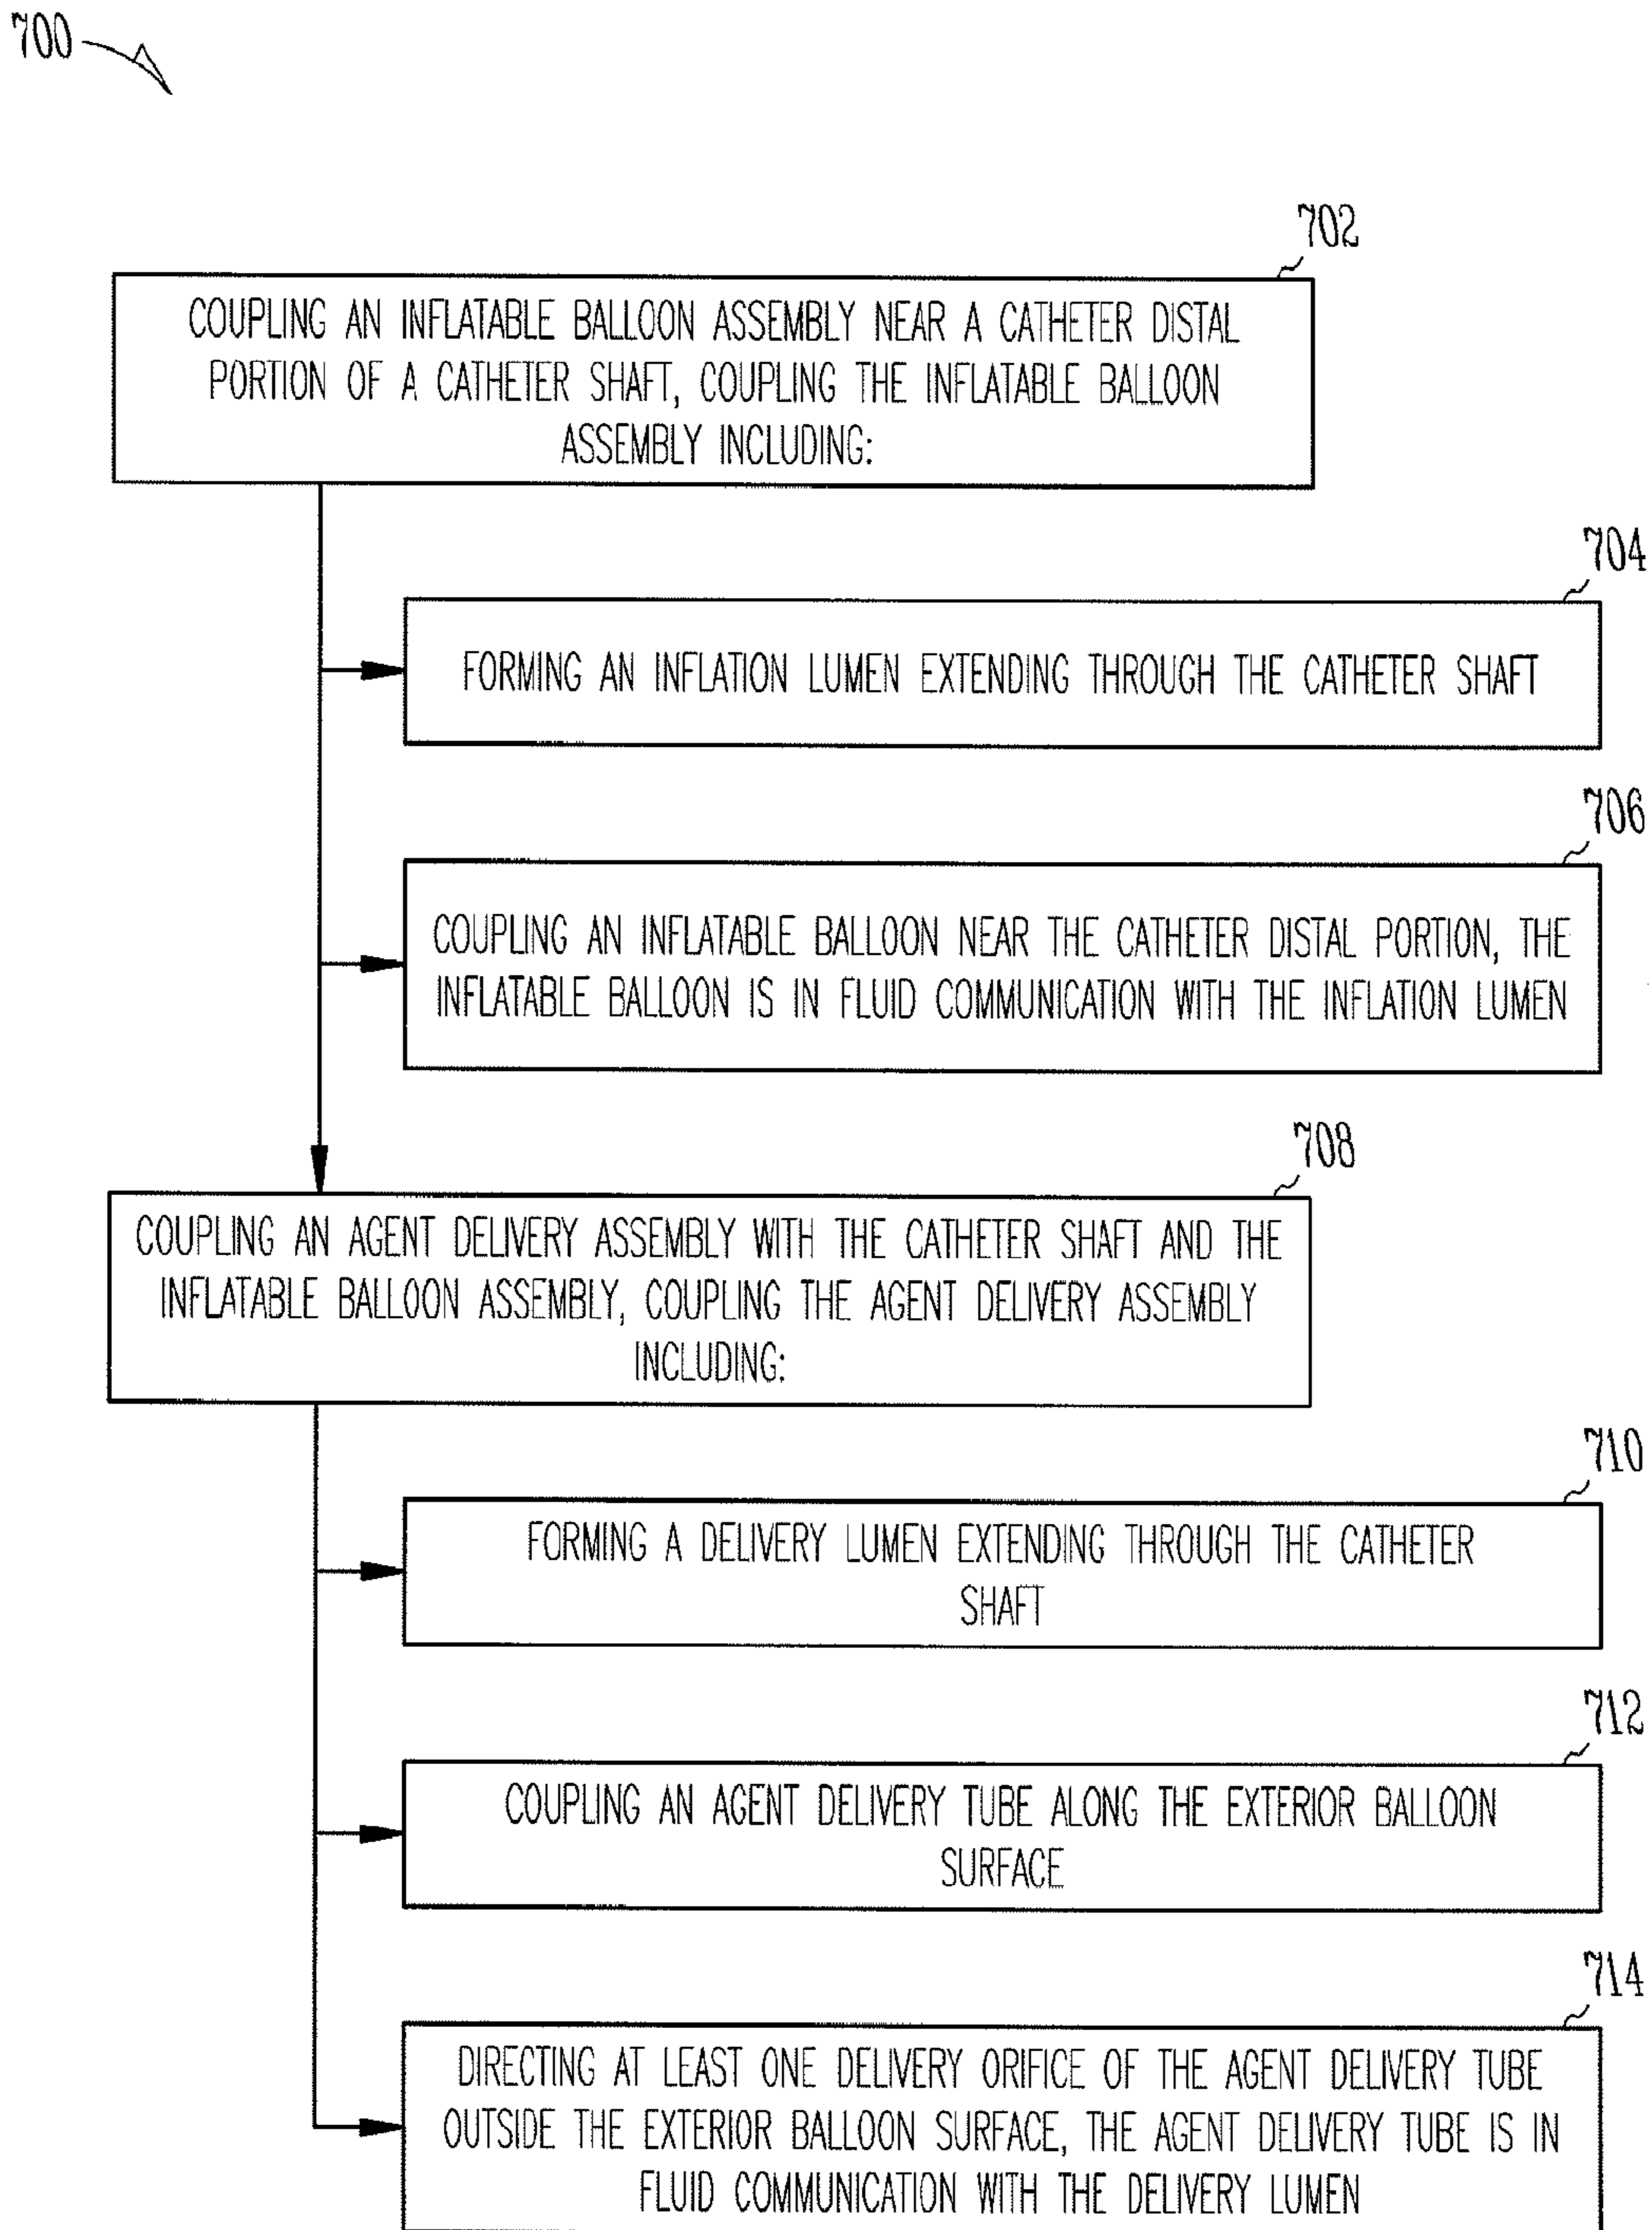 700
702
COUPLING AN INFLATABLE BALLOON ASSEMBLY NEAR A CATHETER DISTAL
PORTION OF A CATHETER SHAFT, COUPLING THE INFLATABLE BALLOON
ASSEMBLY INCLUDING:
704
FORMING AN INFLATION LUMEN EXTENDING THROUGH THE CATHETER SHAFT
706
COUPLING AN INFLATABLE BALLOON NEAR THE CATHETER DISTAL PORTION, THE
INFLATABLE BALLOON IS IN FLUID COMMUNICATION WITH THE INFLATION LUMEN
708
COUPLING AN AGENT DELIVERY ASSEMBLY WITH THE CATHETER SHAFT AND THE
INFLATABLE BALLOON ASSEMBLY, COUPLING THE AGENT DELIVERY ASSEMBLY
INCLUDING:
710
FORMING A DELIVERY LUMEN EXTENDING THROUGH THE CATHETER
SHAFT
712
COUPLING AN AGENT DELIVERY TUBE ALONG THE EXTERIOR BALLOON
SURFACE
714
DIRECTING AT LEAST ONE DELIVERY ORIFICE OF THE AGENT DELIVERY TUBE
OUTSIDE THE EXTERIOR BALLOON SURFACE, THE AGENT DELIVERY TUBE IS IN
FLUID COMMUNICATION WITH THE DELIVERY LUMEN